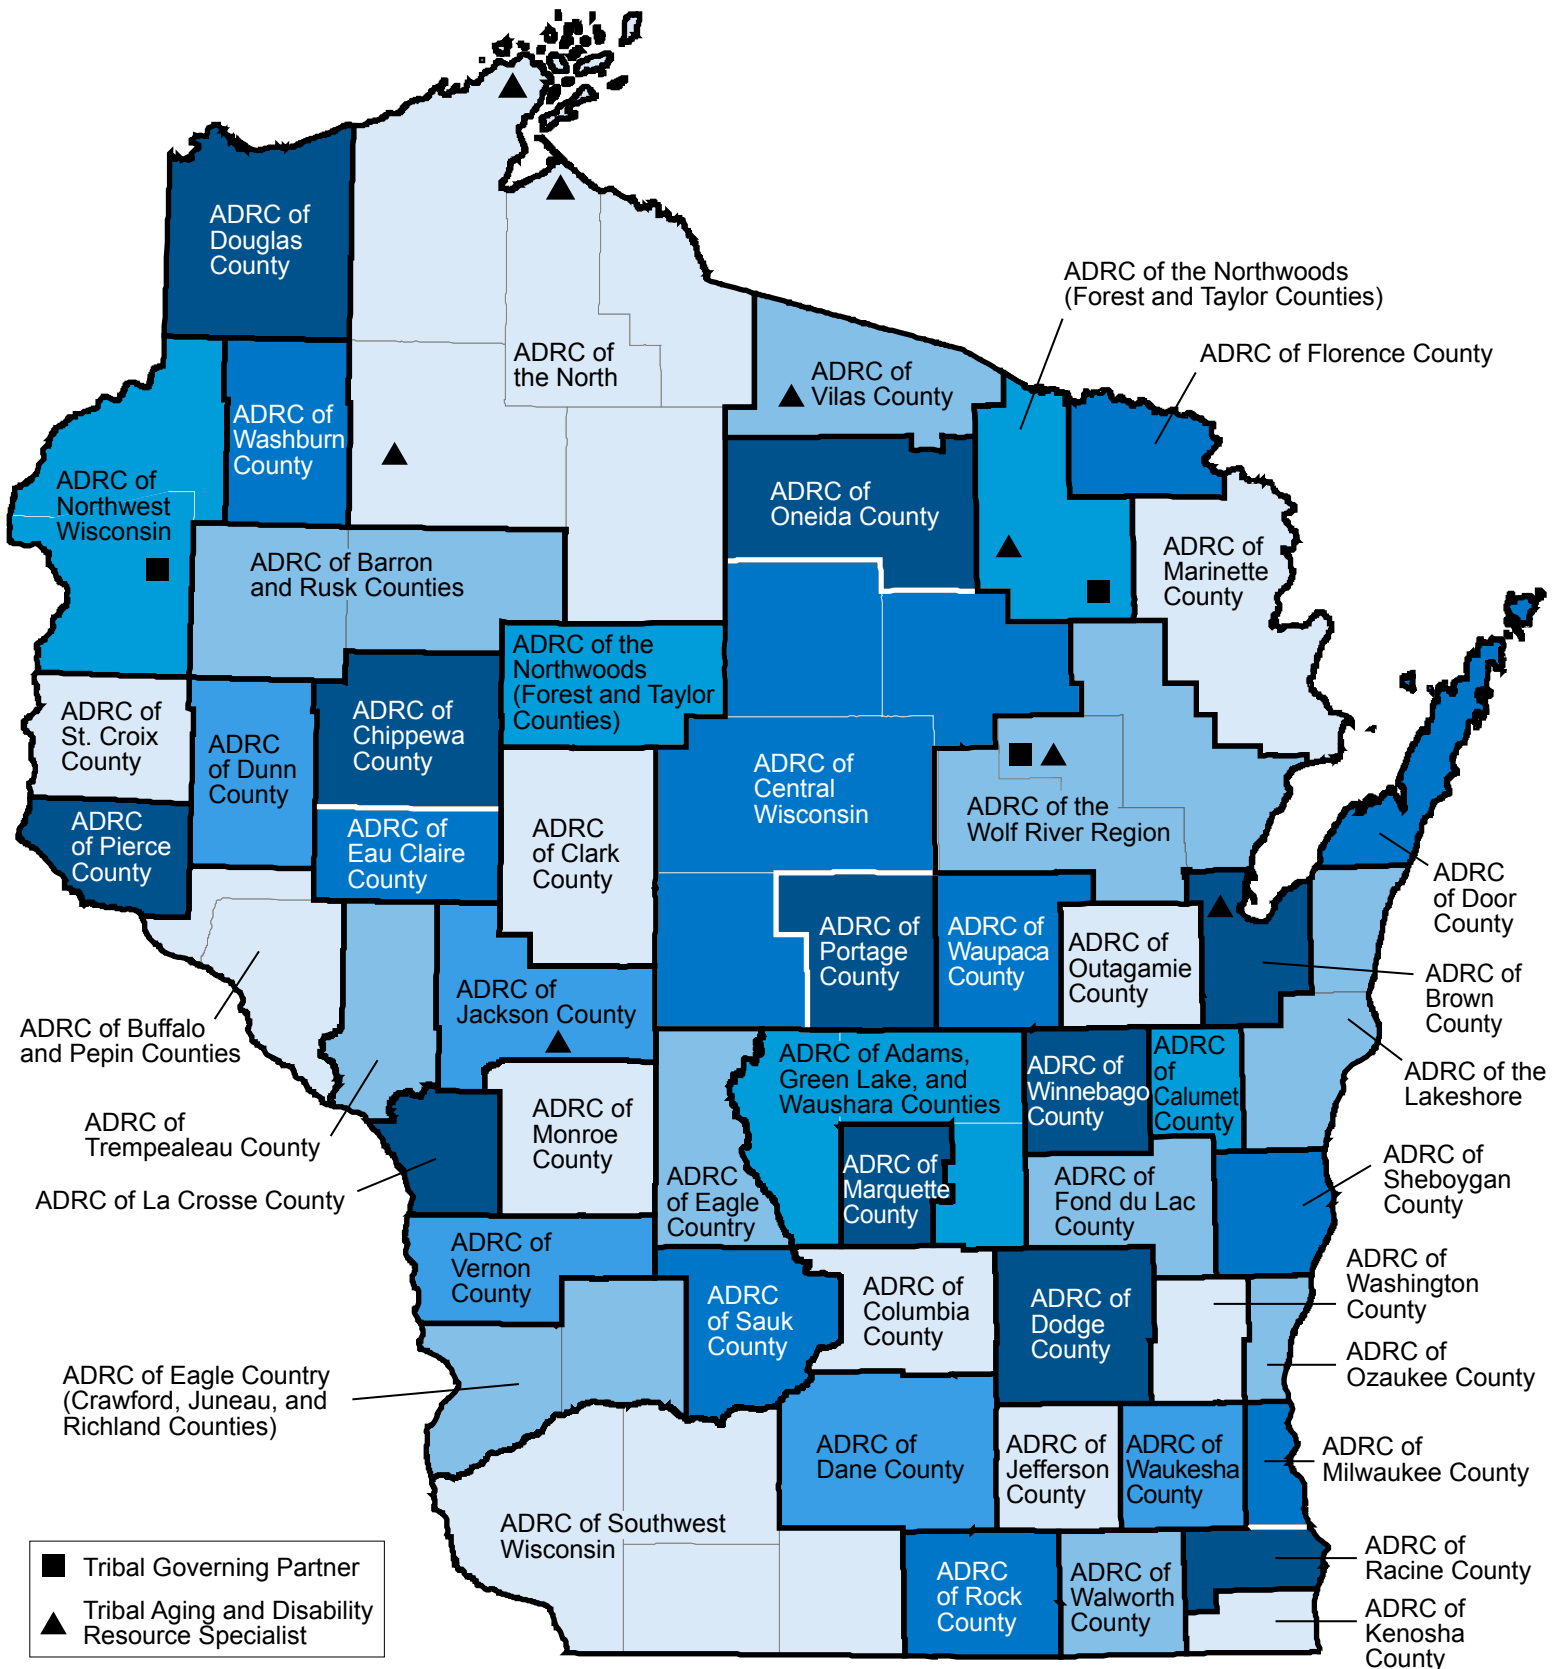 ADRC of
Douglas
County
ADRC of the Northwoods
(Forest and Taylor Counties)
ADRC of Florence County
ADRC of
the North
ADRC of
Vilas County
ADRC of
Washburn
County
ADRC of
Northwest
Wisconsin
ADRC of
Oneida County
ADRC of Barron
and Rusk Counties
ADRC of
Marinette
County
ADRC of the
Northwoods
(Forest and Taylor
Counties)
ADRC of
St. Croix
County
ADRC
of Dunn
County
ADRC of
Chippewa
County
ADRC of
Central
Wisconsin
ADRC of the
Wolf River Region
ADRC
of Pierce
County
ADRC of
Eau Claire
County
ADRC
of Clark
County
ADRC
of Door
County
ADRC of
Portage
County
ADRC of
Waupaca
County
ADRC of
Outagamie
County
ADRC of
Brown
County
ADRC of
Jackson County
ADRC of Buffalo
and Pepin Counties
ADRC of Adams,
Green Lake, and
Waushara Counties
ADRC of
Winnebago
County
ADRC
of
Calumet
County
ADRC of the
Lakeshore
ADRC of
Trempealeau County
ADRC of
Monroe
County
ADRC of La Crosse County
ADRC
of Eagle
Country
ADRC of
Marquette
County
ADRC of
Fond du Lac
County
ADRC of
Sheboygan
County
ADRC of
Vernon
County
ADRC
of Sauk
County
ADRC of
Columbia
County
ADRC of
Dodge
County
ADRC of
Washington
County
ADRC of
Ozaukee County
ADRC of Eagle Country
(Crawford, Juneau, and
Richland Counties)
ADRC of
Dane County
ADRC of
Jefferson
County
ADRC of
Waukesha
County
ADRC of
Milwaukee County
ADRC of Southwest
Wisconsin
ADRC
of Rock
County
ADRC of
Walworth
County
ADRC of
Racine County
ADRC of
Kenosha
County
Tribal Governing Partner
Tribal Aging and Disability
Resource Specialist